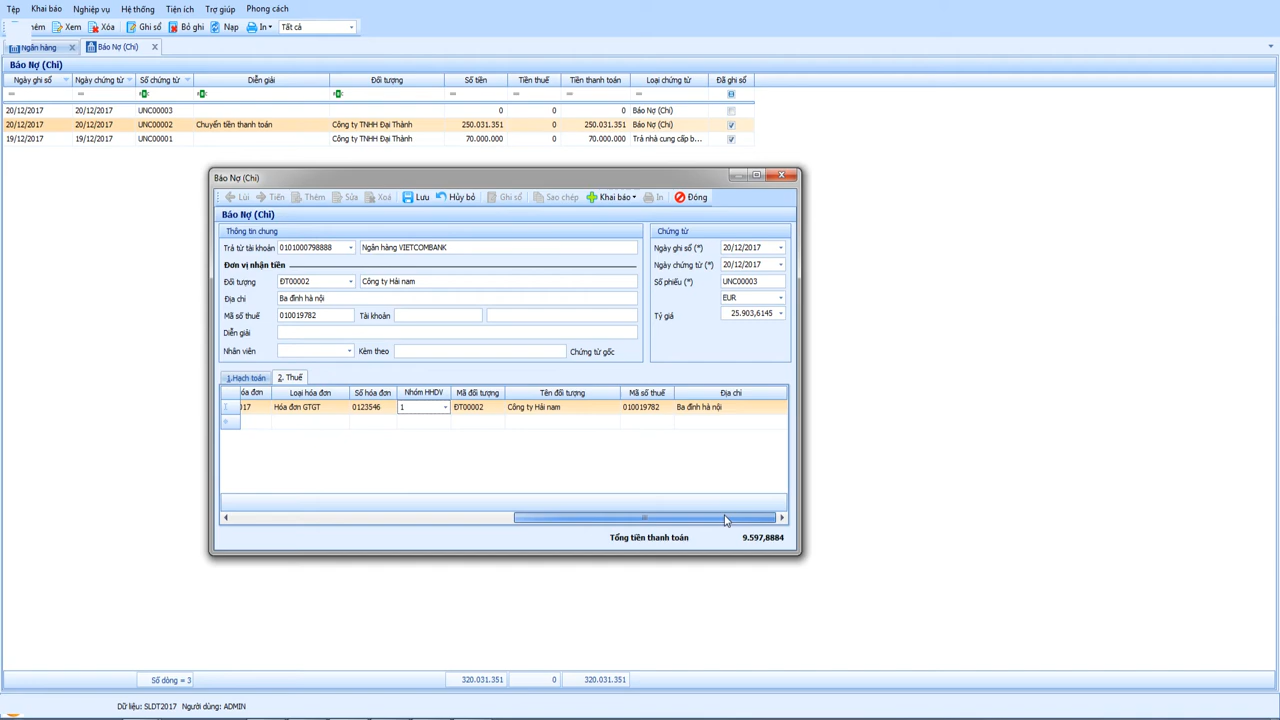 Tệp Khai báo Nghiệp vụ Hệ thống Tiện ích Trợ giúp Phong cách
Xem Xóa Ghi sổ Bỏ ghi Nạp In Tất cả
Ngân hàng Báo Nợ (Chi)
Báo Nợ (Chi)
Ngày ghi sổ Ngày chứng từ Số chứng từ Diễn giải Đối tượng Số tiền Tiền thuế Tiền thanh toán Loại chứng từ Đã ghi sổ
20/12/2017 20/12/2017 UNC00003 0 0 0 Báo Nợ (Chi)
20/12/2017 20/12/2017 UNC00002 Chuyển tiền thanh toán Công ty TNHH Đại Thành 250.031.351 0 250.031.351 Báo Nợ (Chi)
19/12/2017 19/12/2017 UNC00001 Công ty TNHH Đại Thành 70.000.000 0 70.000.000 Trả nhà cung cấp b...
Báo Nợ (Chi)
Lùi Tiến Thêm Sửa Xoá Lưu Hủy bỏ Ghi sổ Sao chép Khai báo In Đóng
Báo Nợ (Chi)
Thông tin chung Chứng từ
Trả từ tài khoản 0101000798888 Ngân hàng VIETCOMBANK Ngày ghi sổ (*) 20/12/2017
Đơn vị nhận tiền Ngày chứng từ (*) 20/12/2017
Đối tượng ĐT00002 Công ty Hải nam Số phiếu (*) UNC00003
Địa chỉ Ba đình hà nội EUR
Mã số thuế 010019782 Tài khoản Tỷ giá 25.903,6145
Diễn giải
Nhân viên Kèm theo Chứng từ gốc
1.Hạch toán 2. Thuế
óa đơn Loại hóa đơn Số hóa đơn Nhóm HHDV Mã đối tượng Tên đối tượng Mã số thuế Địa chỉ
017 Hóa đơn GTGT 0123546 1 ĐT00002 Công ty Hải nam 010019782 Ba đình hà nội
Tổng tiền thanh toán 9.597,8884
Số dòng = 3 320.031.351 0 320.031.351
Dữ liệu: SLDT2017 Người dùng: ADMIN